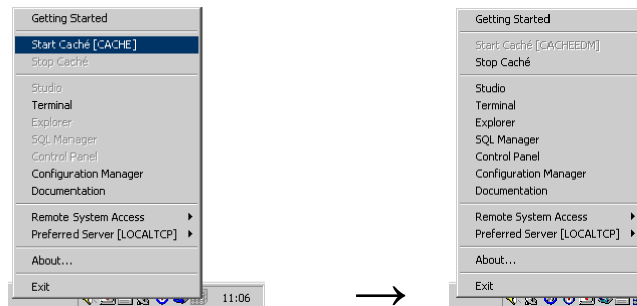 Getting Started
Start Caché [CACHE]
Stop Caché
Studio
Terminal
Explorer
SQL Manager
Control Panel
Configuration Manager
Documentation
Remote System Access
Preferred Server [LOCALTCP]
About...
Exit
11:06
Getting Started
Start Caché [CACHEEDM]
Stop Caché
Studio
Terminal
Explorer
SQL Manager
Control Panel
Configuration Manager
Documentation
Remote System Access
Preferred Server [LOCALTCP]
About...
Exit